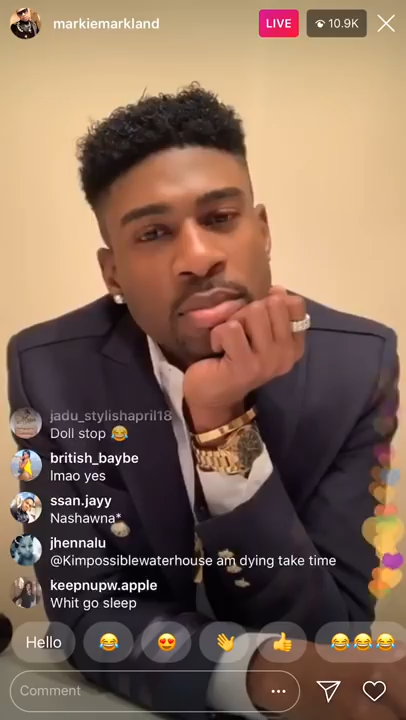 markiemarkland
LIVE
10.9K
jadu_stylishapril18
Doll stop 😂
british_baybe
lmao yes
ssan.jayy
Nashawna*
jhennalu
@Kimpossiblewaterhouse am dying take time
keepnupw.apple
Whit go sleep
Hello 😂 😍 👋 👍 😂😂😂
Comment